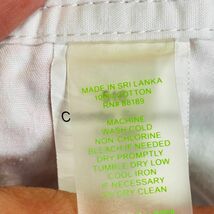 MADE IN SRI LANKA
100% COTTON
RN# 88189
C
MACHINE
WASH COLD
NON CHLORINE
BLEACH IF NEEDED
DRY PROMPTLY
TUMBLE DRY LOW
COOL IRON
IF NECESSARY
OR DRY CLEAN